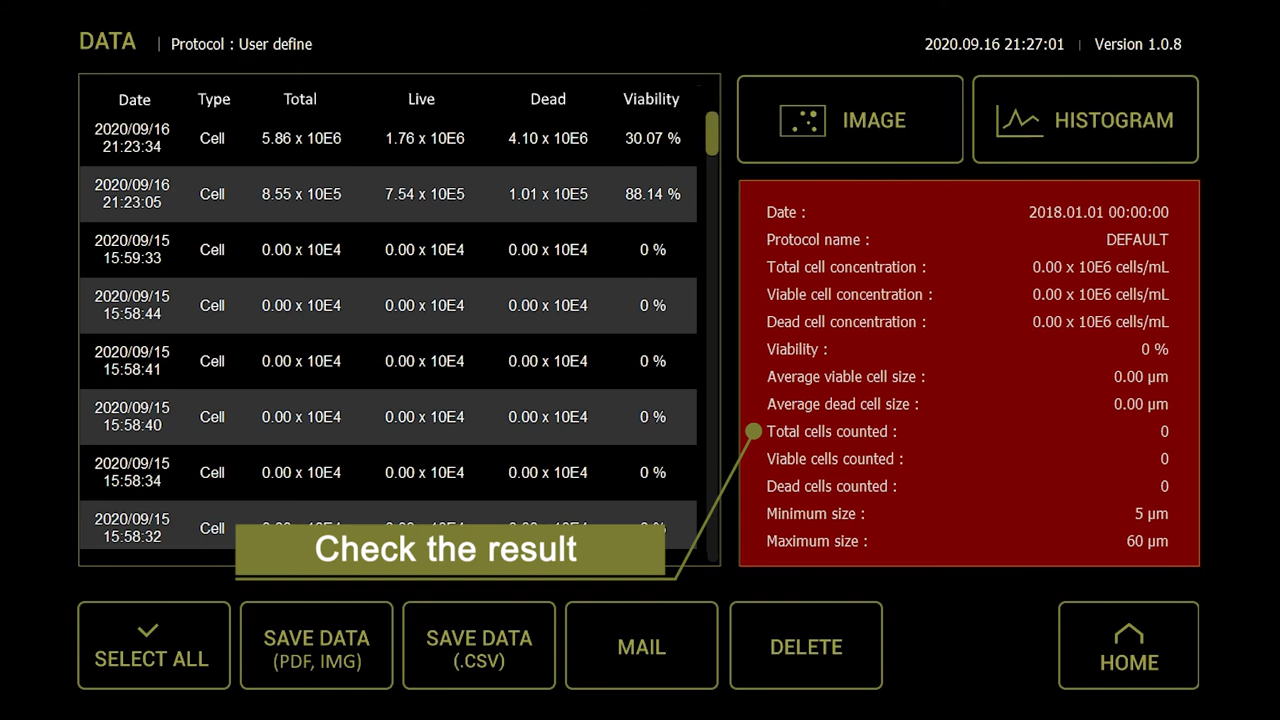 DATA | Protocol : User define
2020.09.16 21:27:01 | Version 1.0.8
Date Type Total Live Dead Viability
2020/09/16 21:23:34 Cell 5.86 x 10E6 1.76 x 10E6 4.10 x 10E6 30.07 %
2020/09/16 21:23:05 Cell 8.55 x 10E5 7.54 x 10E5 1.01 x 10E5 88.14 %
2020/09/15 15:59:33 Cell 0.00 x 10E4 0.00 x 10E4 0.00 x 10E4 0 %
2020/09/15 15:58:44 Cell 0.00 x 10E4 0.00 x 10E4 0.00 x 10E4 0 %
2020/09/15 15:58:41 Cell 0.00 x 10E4 0.00 x 10E4 0.00 x 10E4 0 %
2020/09/15 15:58:40 Cell 0.00 x 10E4 0.00 x 10E4 0.00 x 10E4 0 %
2020/09/15 15:58:34 Cell 0.00 x 10E4 0.00 x 10E4 0.00 x 10E4 0 %
2020/09/15 15:58:32 Cell
Check the result
IMAGE
HISTOGRAM
Date : 2018.01.01 00:00:00
Protocol name : DEFAULT
Total cell concentration : 0.00 x 10E6 cells/mL
Viable cell concentration : 0.00 x 10E6 cells/mL
Dead cell concentration : 0.00 x 10E6 cells/mL
Viability : 0 %
Average viable cell size : 0.00 µm
Average dead cell size : 0.00 µm
Total cells counted : 0
Viable cells counted : 0
Dead cells counted : 0
Minimum size : 5 µm
Maximum size : 60 µm
SELECT ALL
SAVE DATA
(PDF, IMG)
SAVE DATA
(.CSV)
MAIL
DELETE
HOME